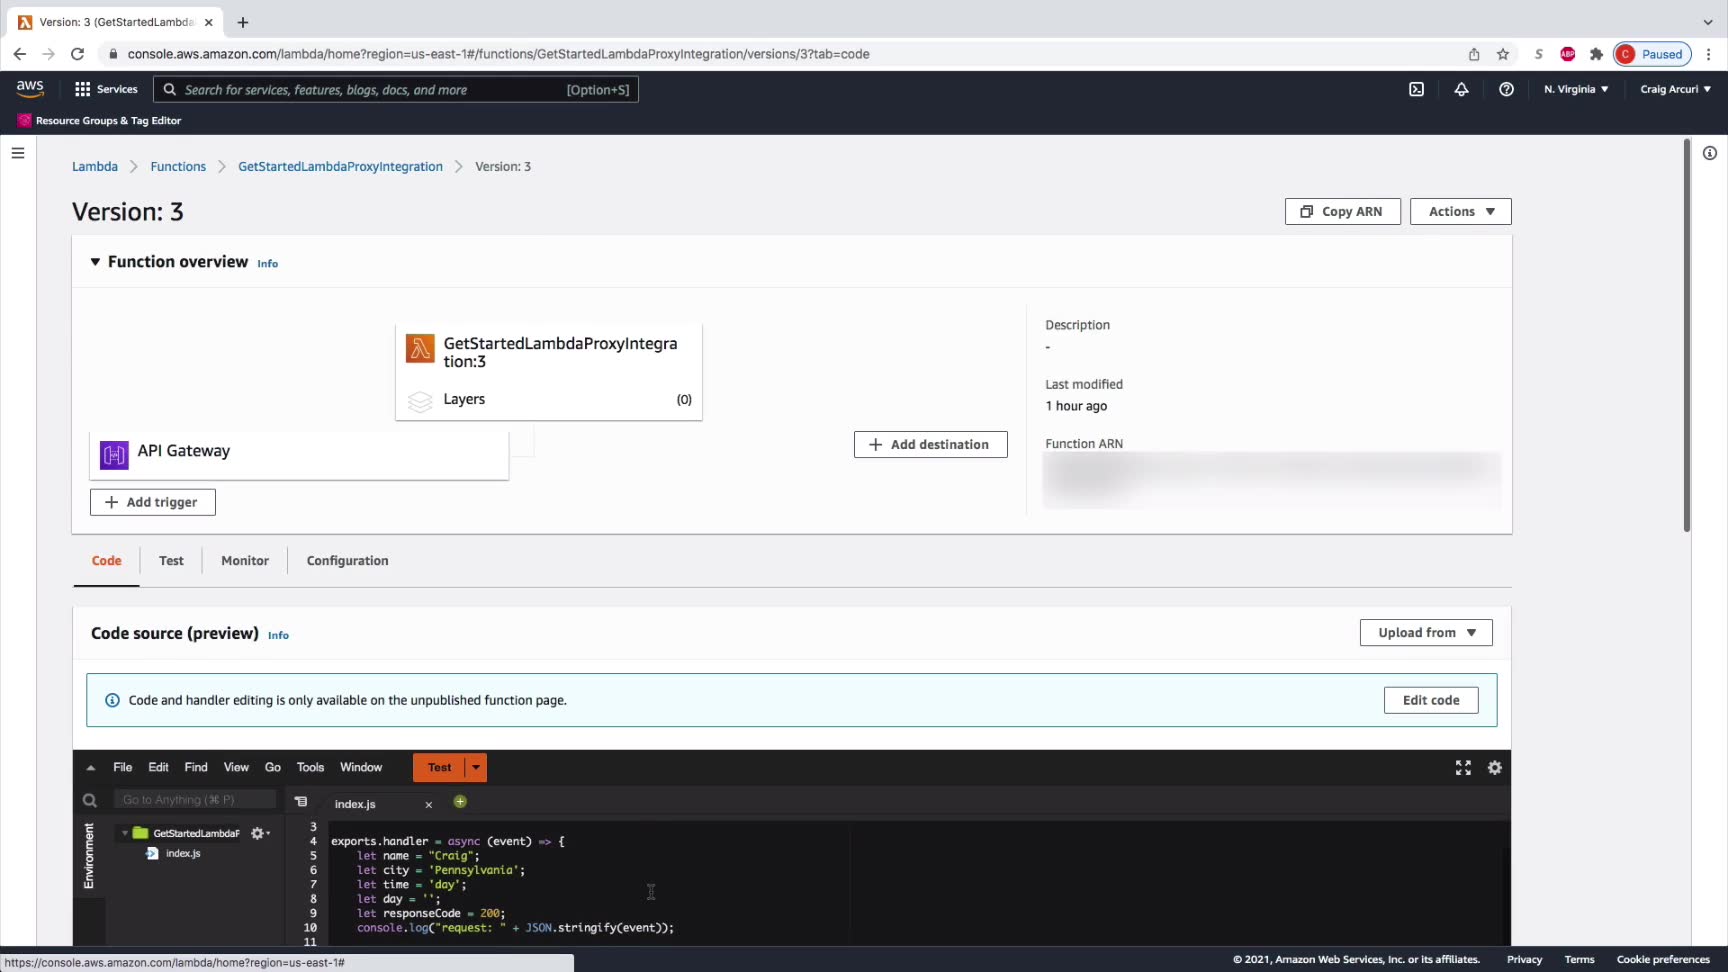 Version: 3 (GetStartedLambda
console.aws.amazon.com/lambda/home?region=us-east-1#/functions/GetStartedLambdaProxyIntegration/versions/3?tab=code
S
ABP
C Paused
aws
Services
Search for services, features, blogs, docs, and more [Option+S]
N. Virginia
Craig Arcuri
Resource Groups & Tag Editor
Lambda
Functions
GetStartedLambdaProxyIntegration
Version: 3
Version: 3
Copy ARN
Actions
Function overview Info
GetStartedLambdaProxyIntegra
tion:3
Layers (0)
API Gateway
Add trigger
Add destination
Description
-
Last modified
1 hour ago
Function ARN
Code
Test
Monitor
Configuration
Code source (preview) Info
Upload from
Code and handler editing is only available on the unpublished function page.
Edit code
File Edit Find View Go Tools Window
Test
Go to Anything (⌘ P)
index.js
Environment
GetStartedLambdaP
index.js
3
4 exports.handler = async (event) => {
5 let name = "Craig";
6 let city = 'Pennsylvania';
7 let time = 'day';
8 let day = '';
9 let responseCode = 200;
10 console.log("request: " + JSON.stringify(event));
11
https://console.aws.amazon.com/lambda/home?region=us-east-1#
© 2021, Amazon Web Services, Inc. or its affiliates.
Privacy
Terms
Cookie preferences